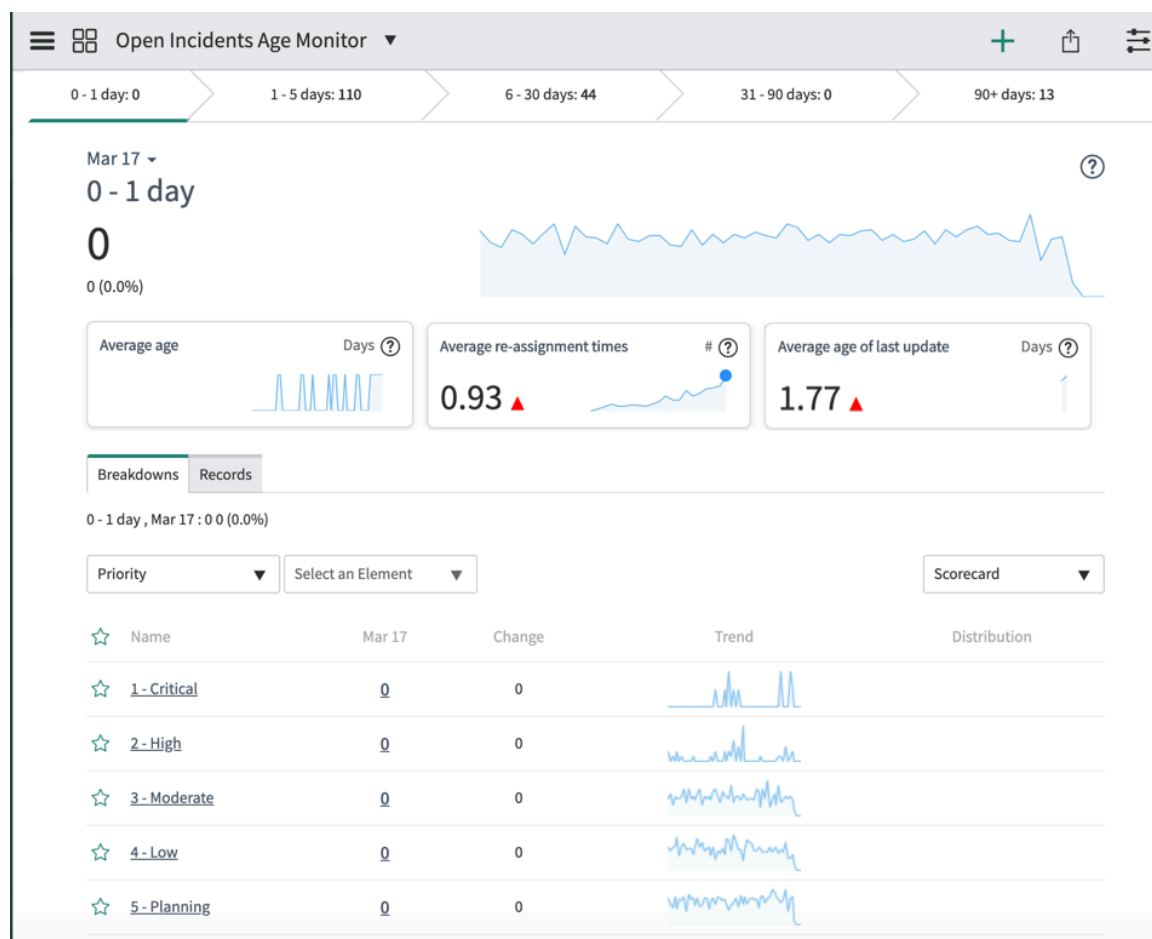 Open Incidents Age Monitor ▼
0 - 1 day: 0 1 - 5 days: 110 6 - 30 days: 44 31 - 90 days: 0 90+ days: 13
Mar 17
0 - 1 day
0
0 (0.0%)
Average age Days ?
Average re-assignment times # ?
0.93 ▲
Average age of last update Days ?
1.77 ▲
Breakdowns Records
0 - 1 day , Mar 17 : 0 0 (0.0%)
Priority ▼ Select an Element ▼ Scorecard ▼
Name Mar 17 Change Trend Distribution
1 - Critical 0 0
2 - High 0 0
3 - Moderate 0 0
4 - Low 0 0
5 - Planning 0 0